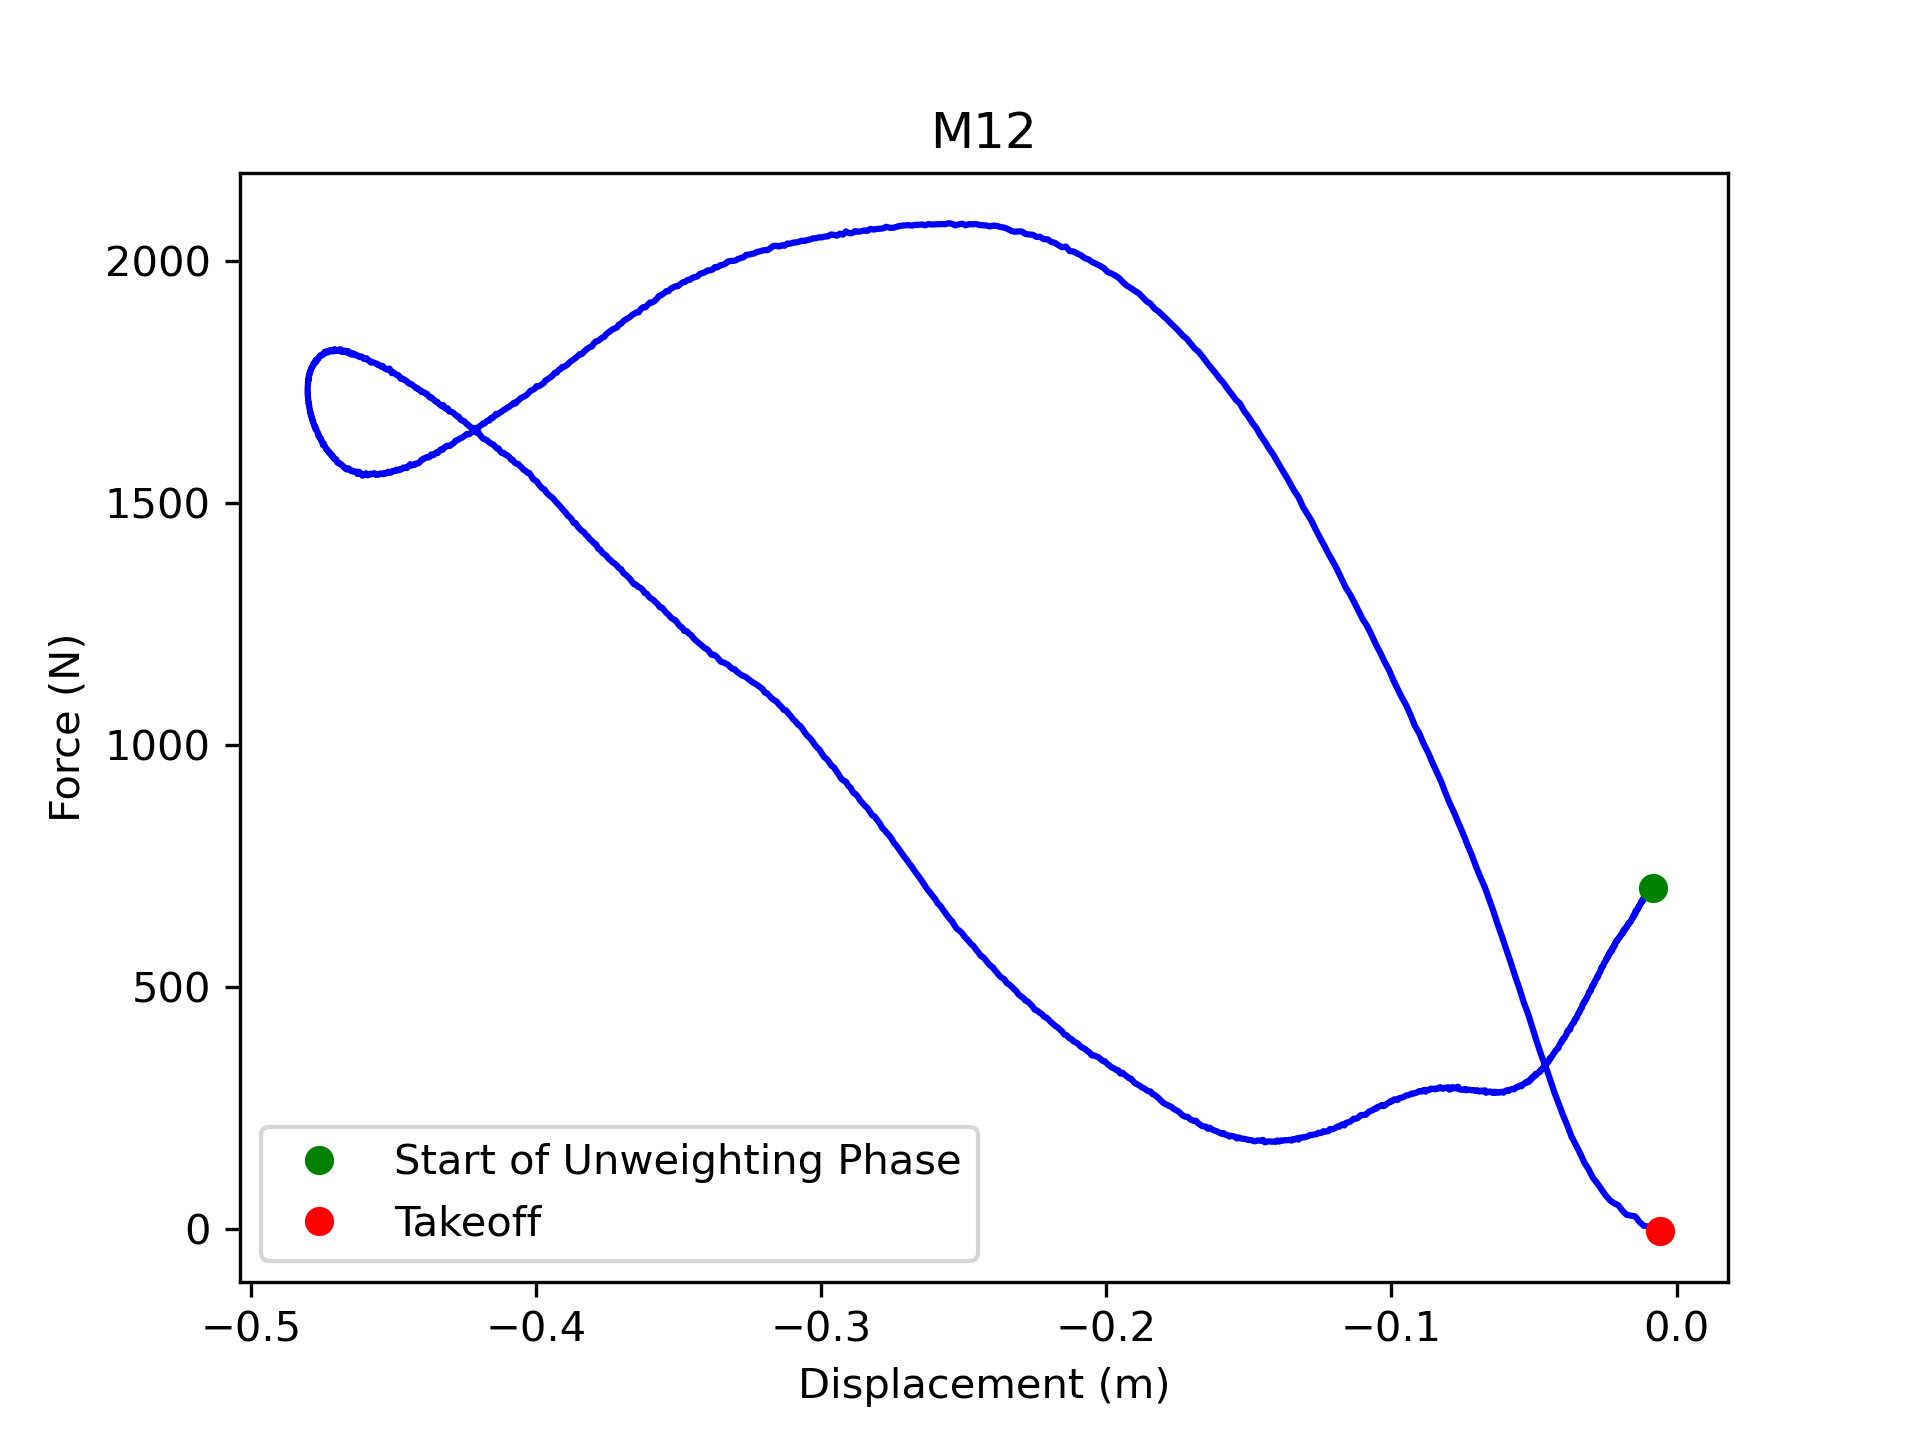 M12
2000
1500
1000
500
0
Force (N)
Start of Unweighting Phase
Takeoff
−0.5 −0.4 −0.3 −0.2 −0.1 0.0
Displacement (m)